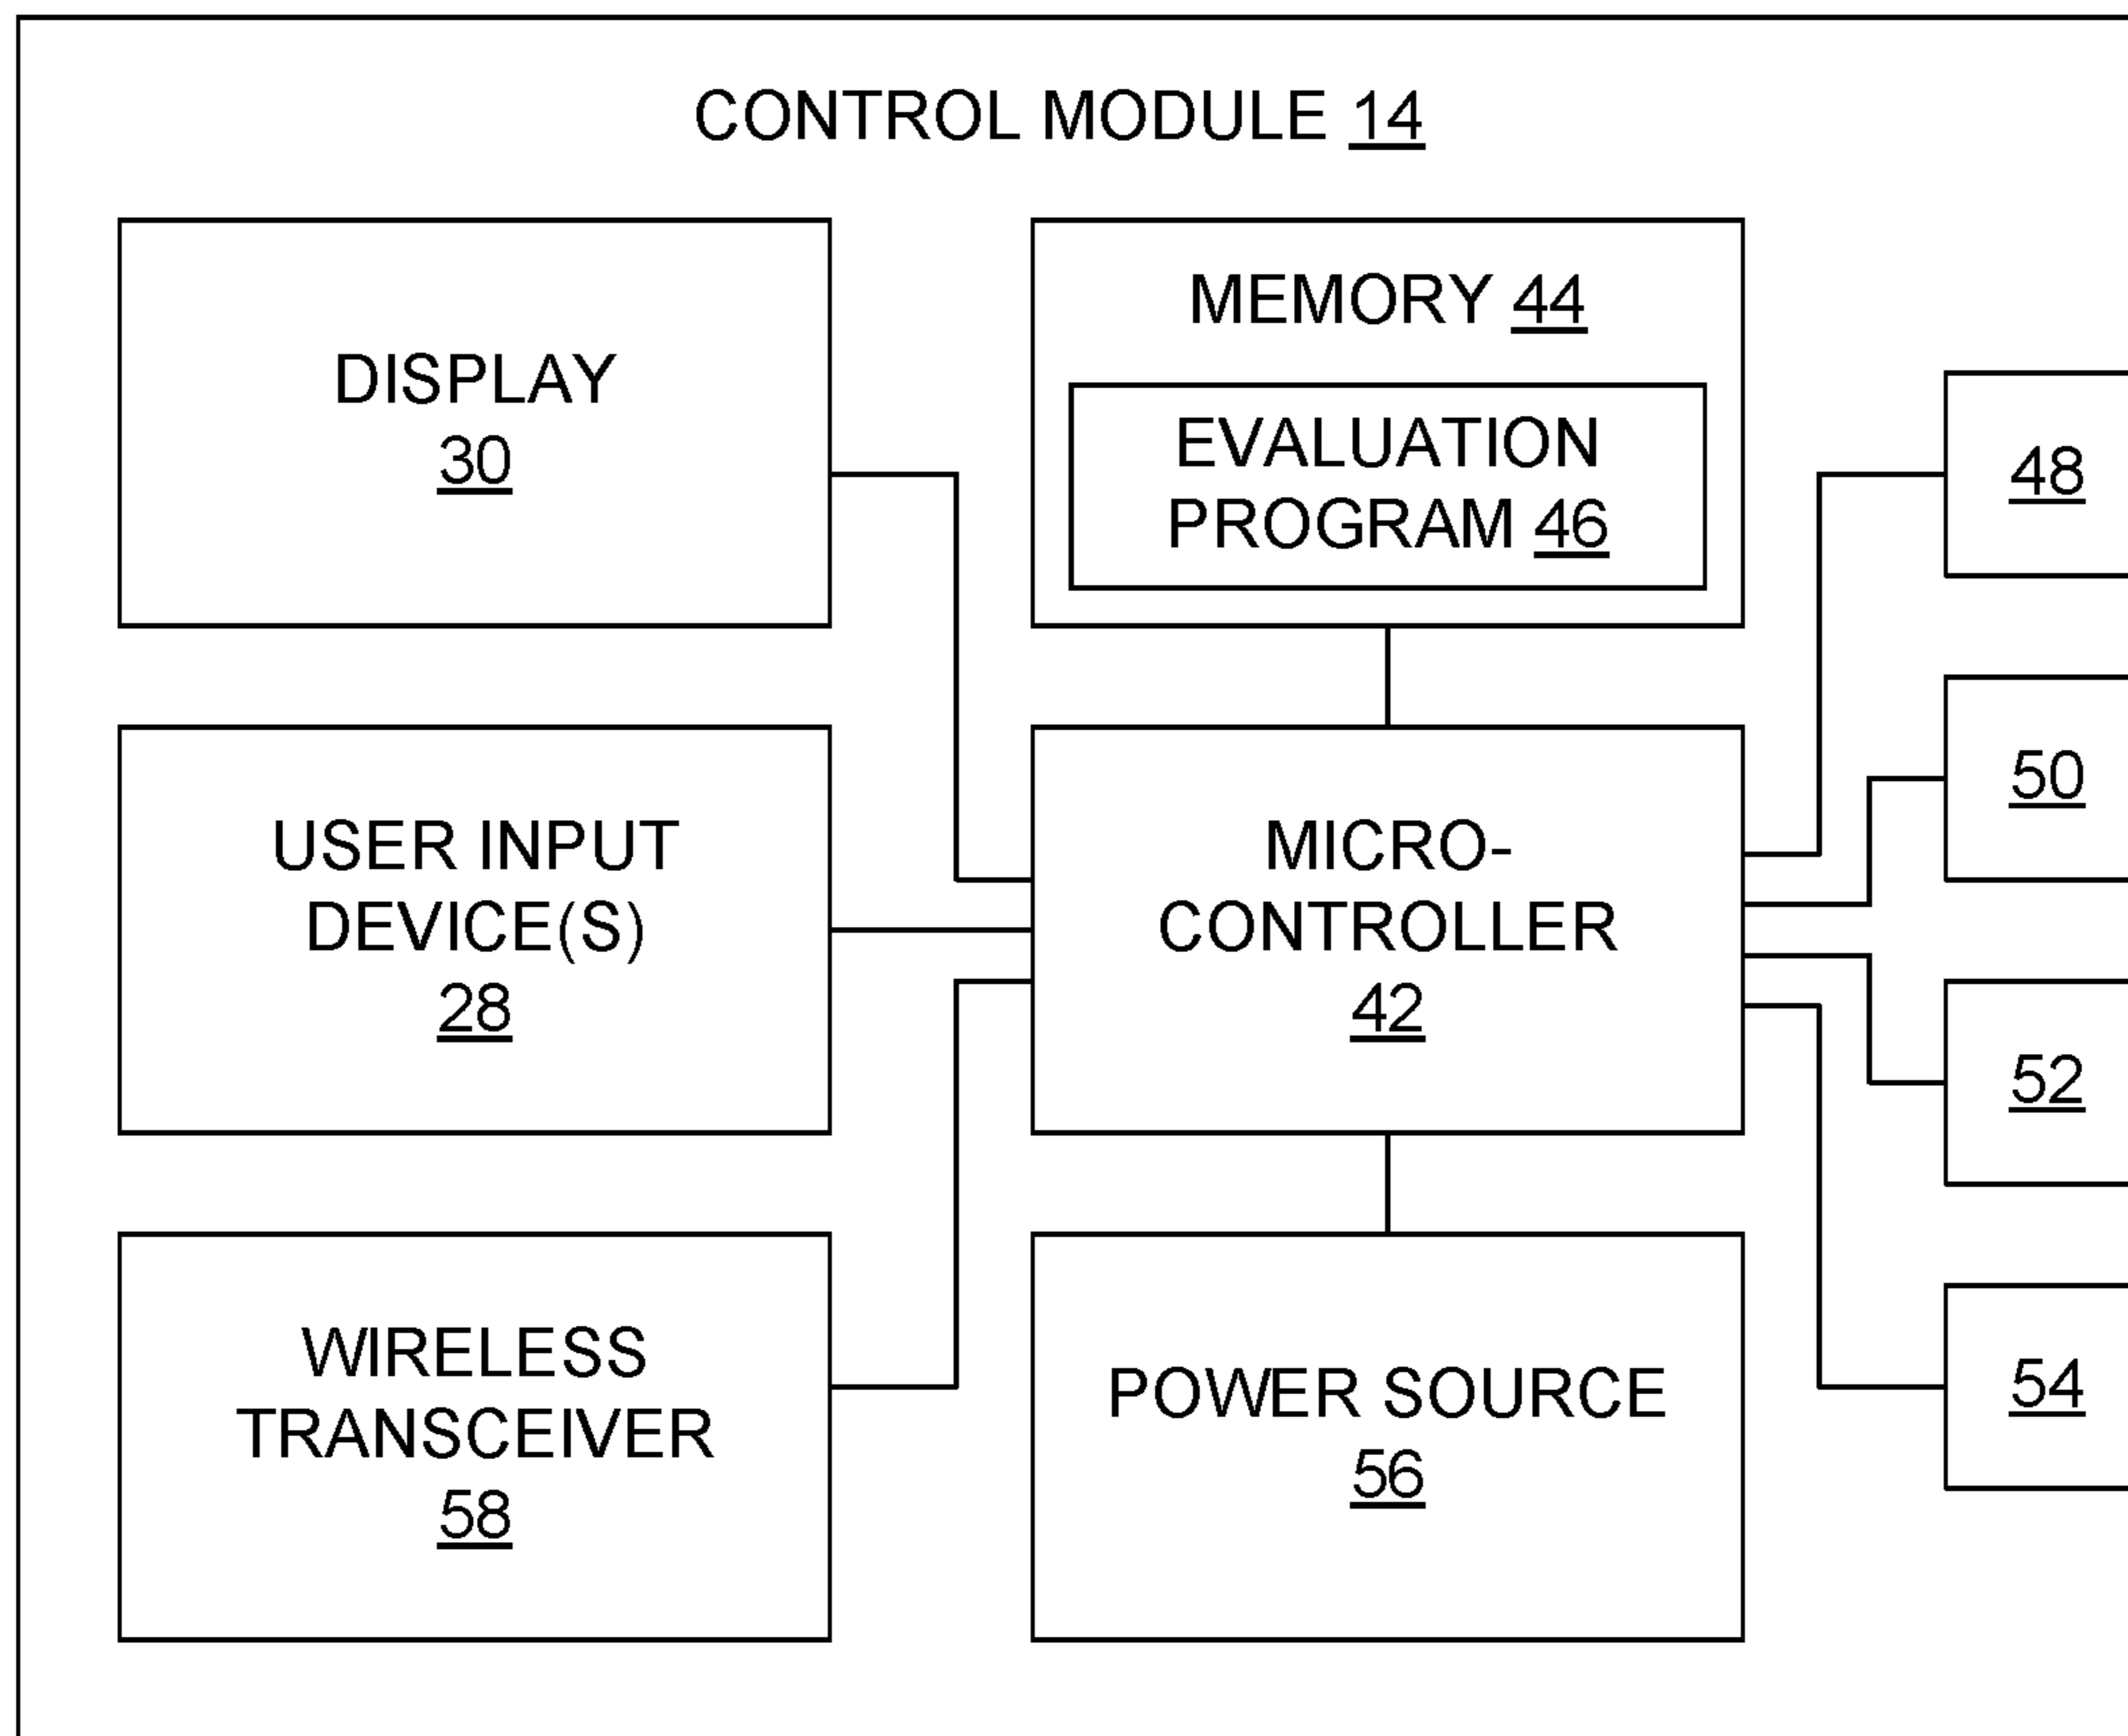 CONTROL MODULE 14
DISPLAY
30
MEMORY 44
EVALUATION
PROGRAM 46
USER INPUT
DEVICE(S)
28
MICRO-
CONTROLLER
42
WIRELESS
TRANSCEIVER
58
POWER SOURCE
56
48
50
52
54